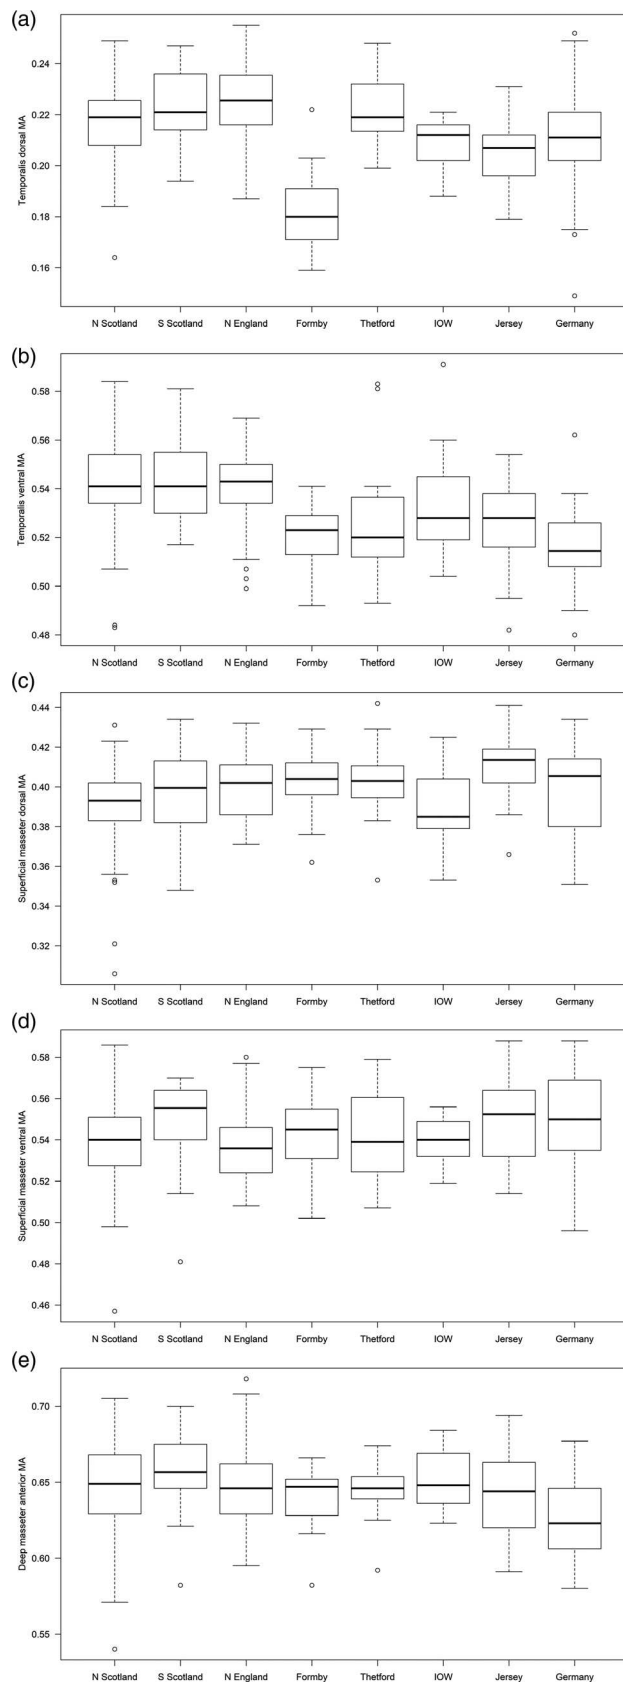 (a)
Temporalis dorsal MA
0.24
0.22
0.20
0.18
0.16
N Scotland S Scotland N England Formby Thetford IOW Jersey Germany
(b)
Temporalis ventral MA
0.58
0.56
0.54
0.52
0.50
0.48
N Scotland S Scotland N England Formby Thetford IOW Jersey Germany
(c)
Superficial masseter dorsal MA
0.44
0.42
0.40
0.38
0.36
0.34
0.32
N Scotland S Scotland N England Formby Thetford IOW Jersey Germany
(d)
Superficial masseter ventral MA
0.58
0.56
0.54
0.52
0.50
0.48
0.46
N Scotland S Scotland N England Formby Thetford IOW Jersey Germany
(e)
Deep masseter anterior MA
0.70
0.65
0.60
0.55
N Scotland S Scotland N England Formby Thetford IOW Jersey Germany